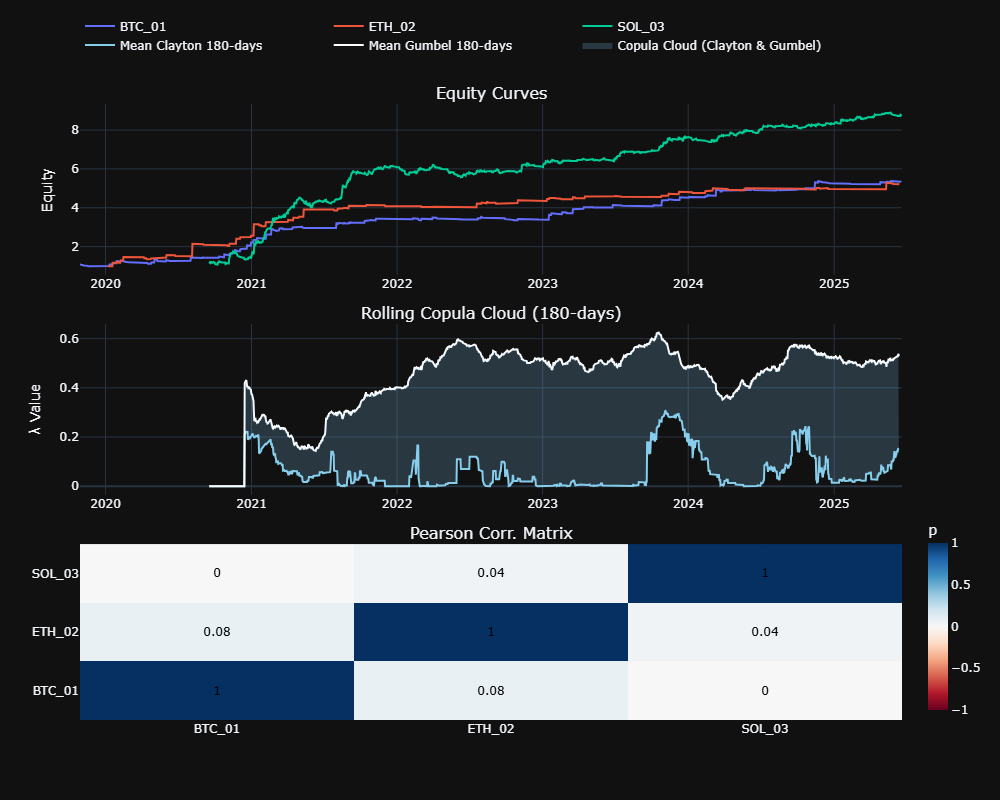 BTC_01 ETH_02 SOL_03
Mean Clayton 180-days Mean Gumbel 180-days Copula Cloud (Clayton & Gumbel)
Equity Curves
8
6
4
2
Equity
2020 2021 2022 2023 2024 2025
Rolling Copula Cloud (180-days)
0.6
0.4
0.2
0
λ Value
2020 2021 2022 2023 2024 2025
Pearson Corr. Matrix
SOL_03 0 0.04 1
ETH_02 0.08 1 0.04
BTC_01 1 0.08 0
BTC_01 ETH_02 SOL_03
p
1
0.5
0
−0.5
−1